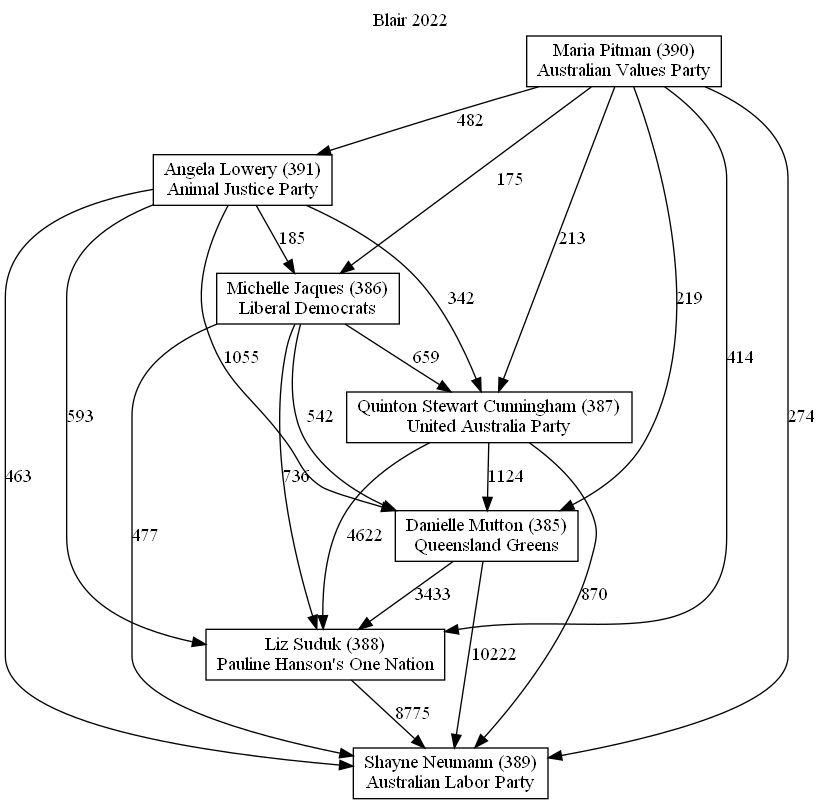 Blair 2022
Maria Pitman (390)
Australian Values Party
482
Angela Lowery (391)
Animal Justice Party
175
185
213
342
219
Michelle Jaques (386)
Liberal Democrats
1055
659
414
593
542
Quinton Stewart Cunningham (387)
United Australia Party
274
463
736
1124
477
4622
Danielle Mutton (385)
Queensland Greens
3433
870
Liz Suduk (388)
Pauline Hanson's One Nation
10222
8775
Shayne Neumann (389)
Australian Labor Party